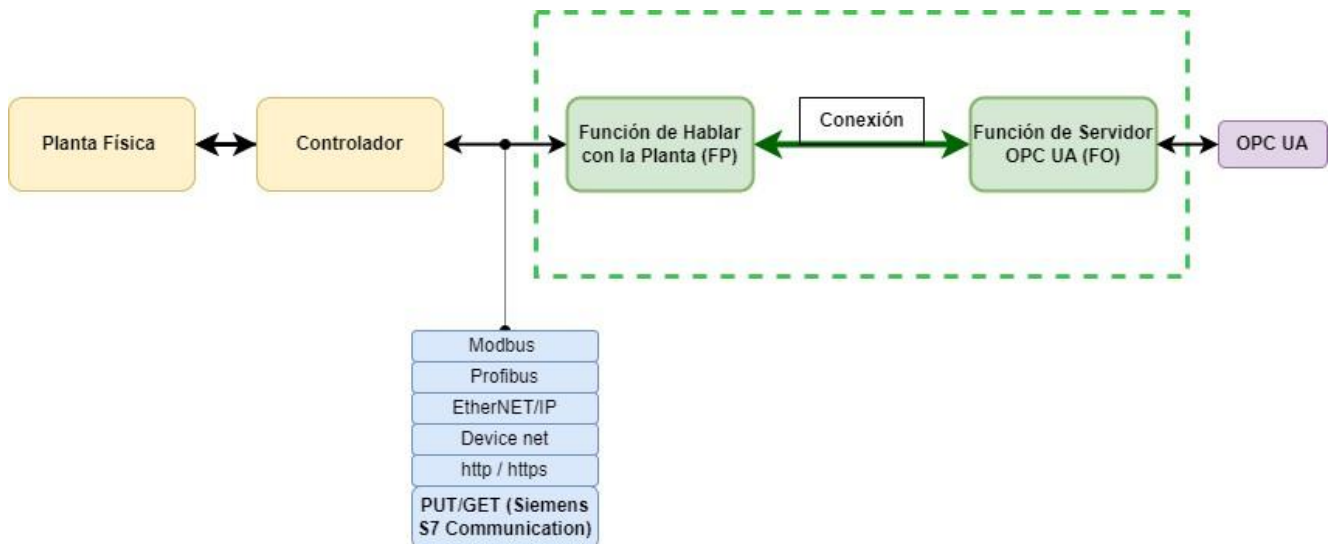 Planta Física
Controlador
Función de Hablar
con la Planta (FP)
Conexión
Función de Servidor
OPC UA (FO)
OPC UA
Modbus
Profibus
EtherNET/IP
Device net
http / https
PUT/GET (Siemens
S7 Communication)